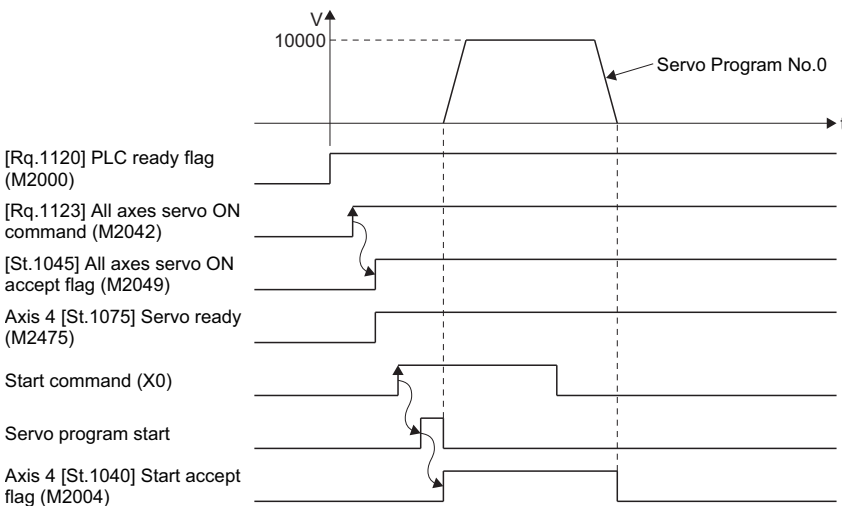 V
10000
Servo Program No.0
t
[Rq.1120] PLC ready flag
(M2000)
[Rq.1123] All axes servo ON
command (M2042)
[St.1045] All axes servo ON
accept flag (M2049)
Axis 4 [St.1075] Servo ready
(M2475)
Start command (X0)
Servo program start
Axis 4 [St.1040] Start accept
flag (M2004)